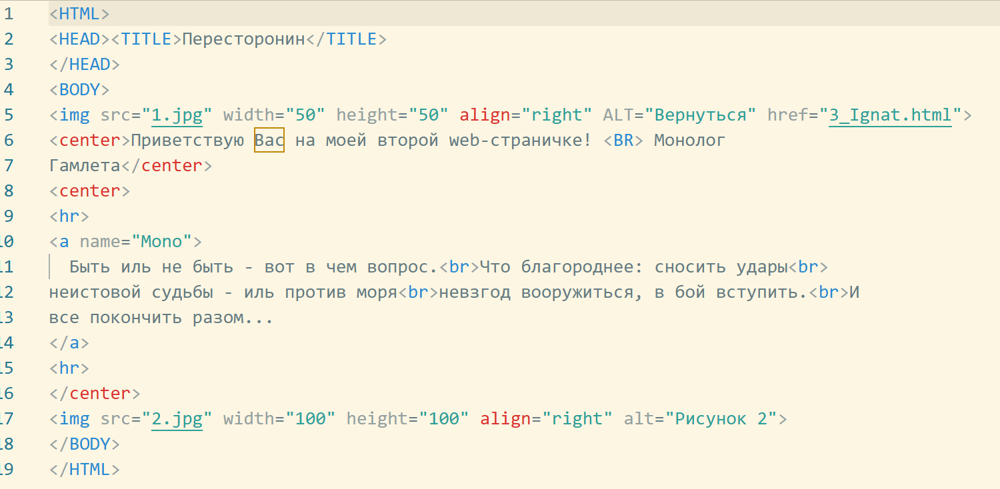 1 <HTML>
2 <HEAD><TITLE>Пересторонин</TITLE>
3 </HEAD>
4 <BODY>
5 <img src="1.jpg" width="50" height="50" align="right" ALT="Вернуться" href="3_Ignat.html">
6 <center>Приветствую Вас на моей второй web-страничке! <BR> Монолог
7 Гамлета</center>
8 <center>
9 <hr>
10 <a name="Mono">
11   Быть иль не быть - вот в чем вопрос.<br>Что благороднее: сносить удары<br>
12 неистовой судьбы - иль против моря<br>невзгод вооружиться, в бой вступить.<br>И
13 все покончить разом...
14 </a>
15 <hr>
16 </center>
17 <img src="2.jpg" width="100" height="100" align="right" alt="Рисунок 2">
18 </BODY>
19 </HTML>